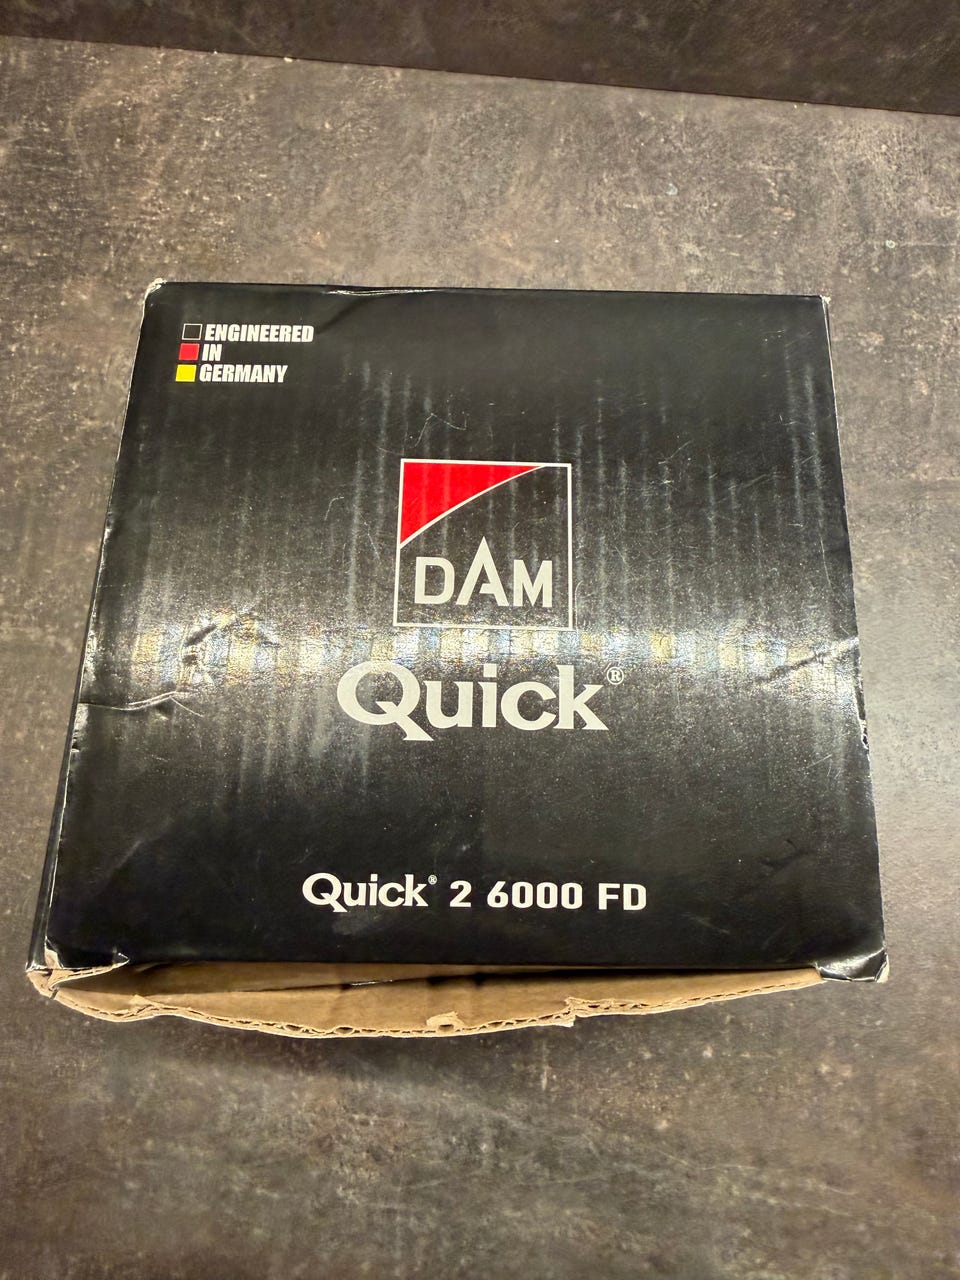 ENGINEERED
IN
GERMANY
DAM
Quick®
Quick® 2 6000 FD